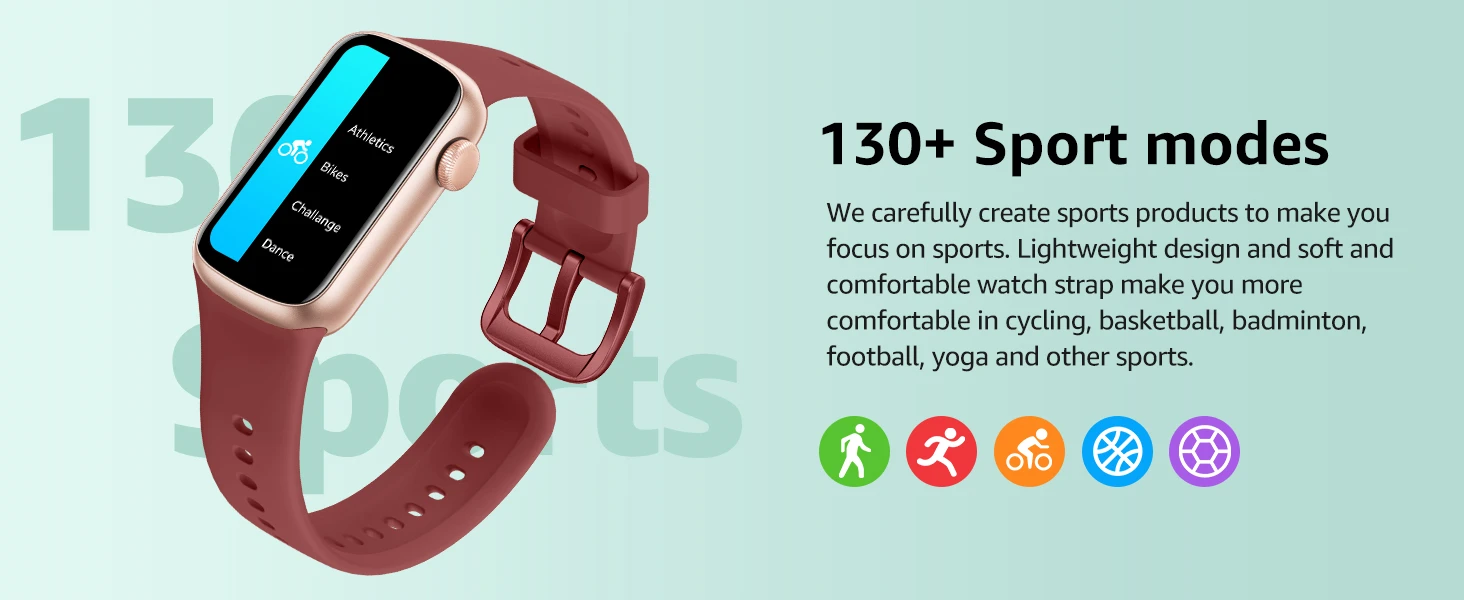 130
Sports
Athletics
Bikes
Challange
Dance
130+ Sport modes
We carefully create sports products to make you
focus on sports. Lightweight design and soft and
comfortable watch strap make you more
comfortable in cycling, basketball, badminton,
football, yoga and other sports.